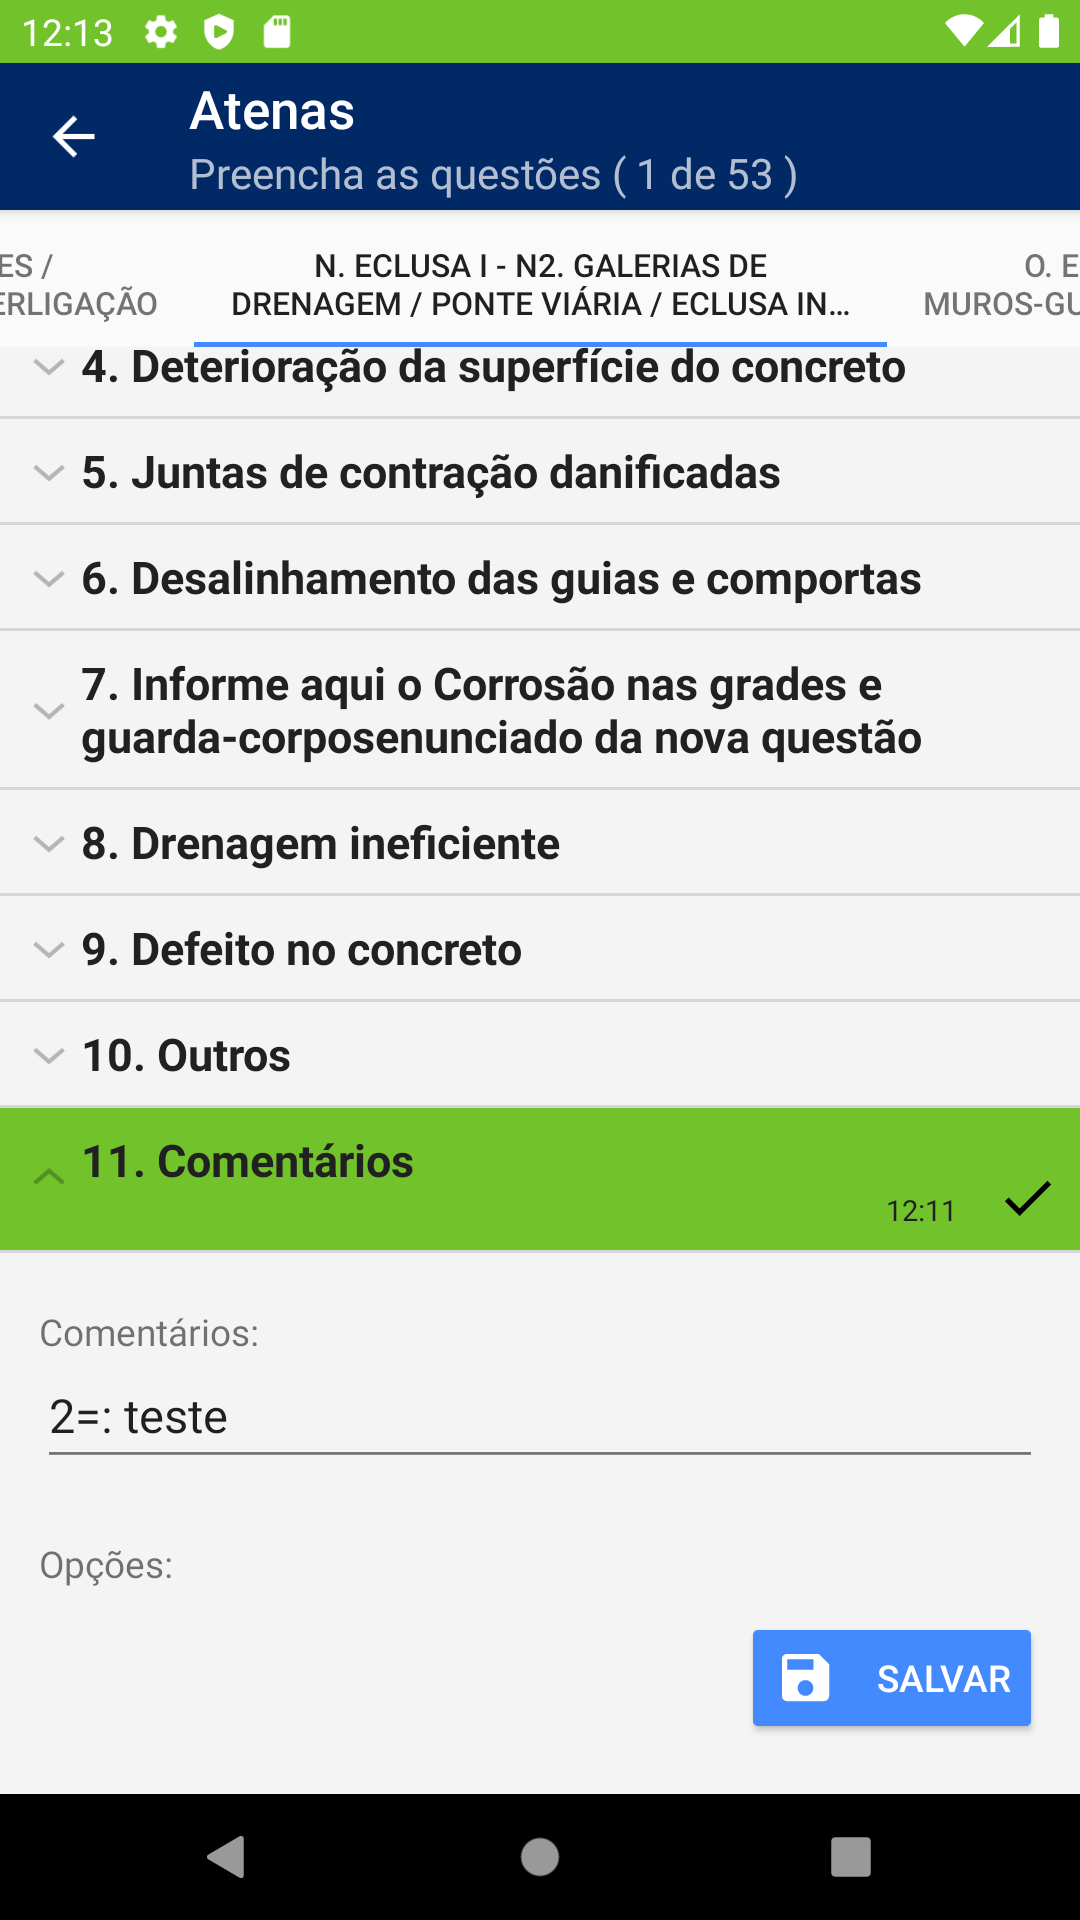 12:13
Atenas
Preencha as questões ( 1 de 53 )
ES /
ERLIGAÇÃO
N. ECLUSA I - N2. GALERIAS DE
DRENAGEM / PONTE VIÁRIA / ECLUSA IN...
O. E
MUROS-GU
4. Deterioração da superfície do concreto
5. Juntas de contração danificadas
6. Desalinhamento das guias e comportas
7. Informe aqui o Corrosão nas grades e
guarda-corposenunciado da nova questão
8. Drenagem ineficiente
9. Defeito no concreto
10. Outros
11. Comentários
12:11
Comentários:
2=: teste
Opções:
SALVAR